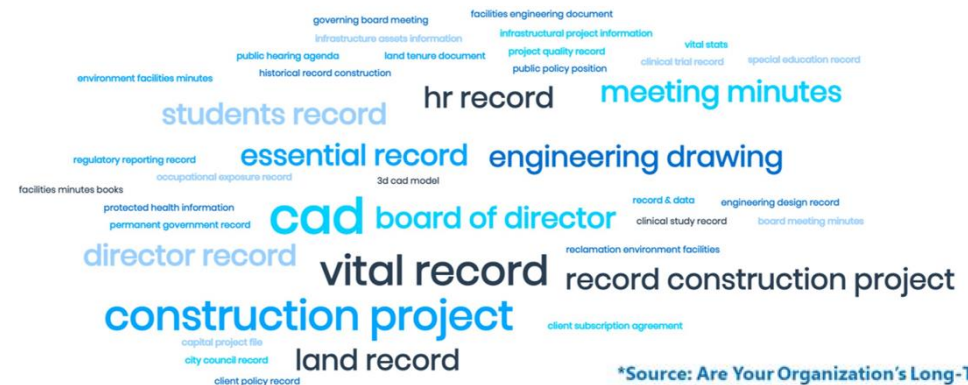 facilities engineering document
governing board meeting
infrastructural project information
infrastructure assets information
vital stats
public hearing agenda
land tenure document
project quality record
clinical trial record
special education record
historical record construction
public policy position
environment facilities minutes
hr record
meeting minutes
students record
essential record
engineering drawing
regulatory reporting record
occupational exposure record
3d cad model
facilities minutes books
protected health information
cad
board of director
record & data
engineering design record
permanent government record
clinical study record
board meeting minutes
director record
reclamation environment facilities
vital record
record construction project
construction project
client subscription agreement
capital project file
city council record
land record
client policy record
*Source: Are Your Organization's Long-T